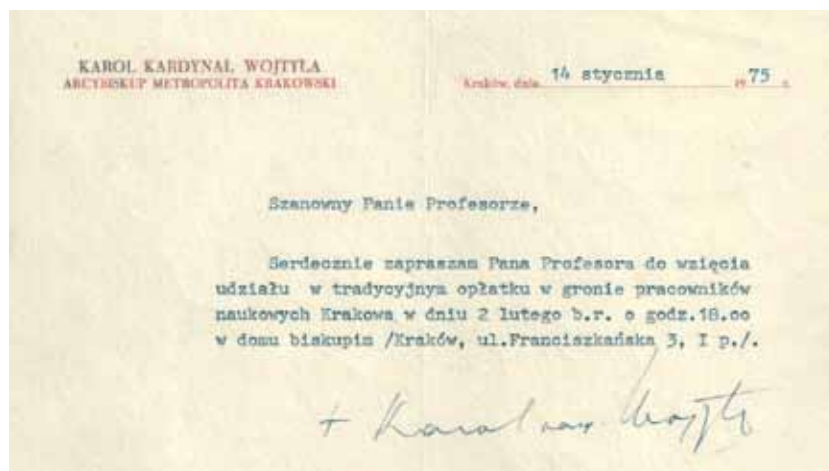 KAROL KARDYNAŁ WOJTYŁA
ARCYBISKUP METROPOLITA KRAKOWSKI
Kraków, dnia 14 stycznia 1975 r.
Szanowny Panie Profesorze,
Serdecznie zapraszam Pana Profesora do wzięcia
udziału w tradycyjnym opłatku w gronie pracowników
naukowych Krakowa w dniu 2 lutego b.r. o godz.18.oo
w domu biskupim /Kraków, ul.Franciszkańska 3, I p./.
+ Karol Wojtyła